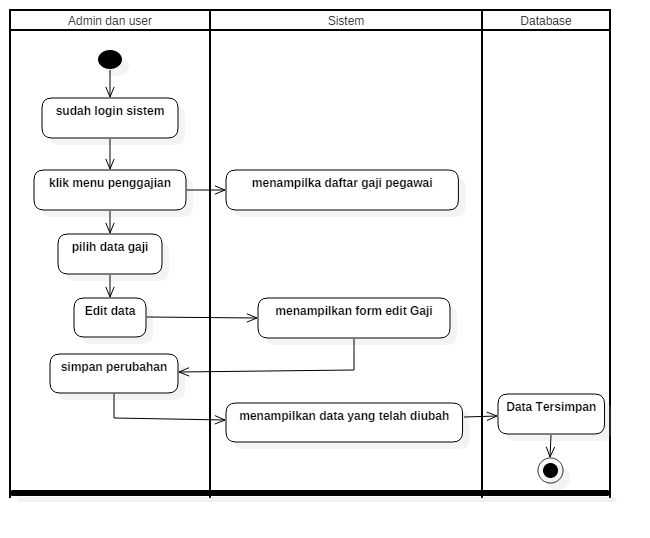 Admin dan user
Sistem
Database
sudah login sistem
klik menu penggajian
menampilka daftar gaji pegawai
pilih data gaji
Edit data
menampilkan form edit Gaji
simpan perubahan
menampilkan data yang telah diubah
Data Tersimpan